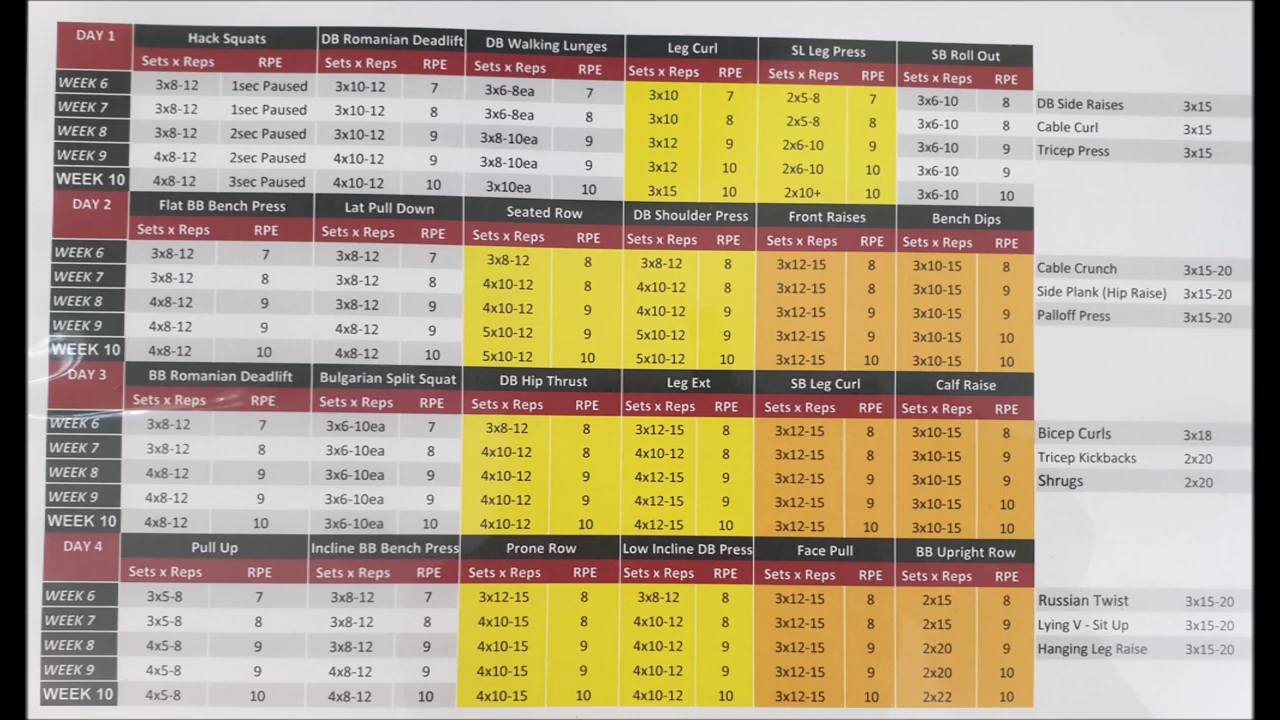 DAY 1 Hack Squats DB Romanian Deadlift DB Walking Lunges Leg Curl SL Leg Press SB Roll Out
Sets x Reps RPE Sets x Reps RPE Sets x Reps RPE Sets x Reps RPE Sets x Reps RPE Sets x Reps RPE
WEEK 6 3x8-12 1sec Paused 3x10-12 7 3x6-8ea 7 3x10 7 2x5-8 7 3x6-10 8 DB Side Raises 3x15
WEEK 7 3x8-12 1sec Paused 3x10-12 8 3x6-8ea 8 3x10 8 2x5-8 8 3x6-10 8 Cable Curl 3x15
WEEK 8 3x8-12 2sec Paused 3x10-12 9 3x8-10ea 9 3x12 9 2x6-10 9 3x6-10 9 Tricep Press 3x15
WEEK 9 4x8-12 2sec Paused 4x10-12 9 3x8-10ea 9 3x12 10 2x6-10 10 3x6-10 9
WEEK 10 4x8-12 3sec Paused 4x10-12 10 3x10ea 10 3x15 10 2x10+ 10 3x6-10 10
DAY 2 Flat BB Bench Press Lat Pull Down Seated Row DB Shoulder Press Front Raises Bench Dips
Sets x Reps RPE Sets x Reps RPE Sets x Reps RPE Sets x Reps RPE Sets x Reps RPE Sets x Reps RPE
WEEK 6 3x8-12 7 3x8-12 7 3x8-12 8 3x8-12 8 3x12-15 8 3x10-15 8 Cable Crunch 3x15-20
WEEK 7 3x8-12 8 3x8-12 8 4x10-12 8 4x10-12 8 3x12-15 8 3x10-15 9 Side Plank (Hip Raise) 3x15-20
WEEK 8 4x8-12 9 3x8-12 9 4x10-12 9 4x10-12 9 3x12-15 9 3x10-15 9 Palloff Press 3x15-20
WEEK 9 4x8-12 9 4x8-12 9 5x10-12 9 5x10-12 9 3x12-15 9 3x10-15 10
WEEK 10 4x8-12 10 4x8-12 10 5x10-12 10 5x10-12 10 3x12-15 10 3x10-15 10
DAY 3 BB Romanian Deadlift Bulgarian Split Squat DB Hip Thrust Leg Ext SB Leg Curl Calf Raise
Sets x Reps RPE Sets x Reps RPE Sets x Reps RPE Sets x Reps RPE Sets x Reps RPE Sets x Reps RPE
WEEK 6 3x8-12 7 3x6-10ea 7 3x8-12 8 3x12-15 8 3x12-15 8 3x10-15 8 Bicep Curls 3x18
WEEK 7 3x8-12 8 3x6-10ea 8 4x10-12 8 4x10-12 8 3x12-15 8 3x10-15 9 Tricep Kickbacks 2x20
WEEK 8 4x8-12 9 3x6-10ea 9 4x10-12 9 4x12-15 9 3x12-15 9 3x10-15 9 Shrugs 2x20
WEEK 9 4x8-12 9 3x6-10ea 9 4x10-12 9 4x12-15 9 3x12-15 9 3x10-15 10
WEEK 10 4x8-12 10 3x6-10ea 10 4x10-12 10 4x12-15 10 3x12-15 10 3x10-15 10
DAY 4 Pull Up Incline BB Bench Press Prone Row Low Incline DB Press Face Pull BB Upright Row
Sets x Reps RPE Sets x Reps RPE Sets x Reps RPE Sets x Reps RPE Sets x Reps RPE Sets x Reps RPE
WEEK 6 3x5-8 7 3x8-12 7 3x12-15 8 3x8-12 8 3x12-15 8 2x15 8 Russian Twist 3x15-20
WEEK 7 3x5-8 8 3x8-12 8 4x10-15 8 4x10-12 8 3x12-15 8 2x15 9 Lying V - Sit Up 3x15-20
WEEK 8 4x5-8 9 3x8-12 9 4x10-15 9 4x10-12 9 3x12-15 9 2x20 9 Hanging Leg Raise 3x15-20
WEEK 9 4x5-8 9 4x8-12 9 4x10-15 9 4x10-12 9 3x12-15 9 2x20 10
WEEK 10 4x5-8 10 4x8-12 10 4x10-15 10 4x10-12 10 3x12-15 10 2x22 10